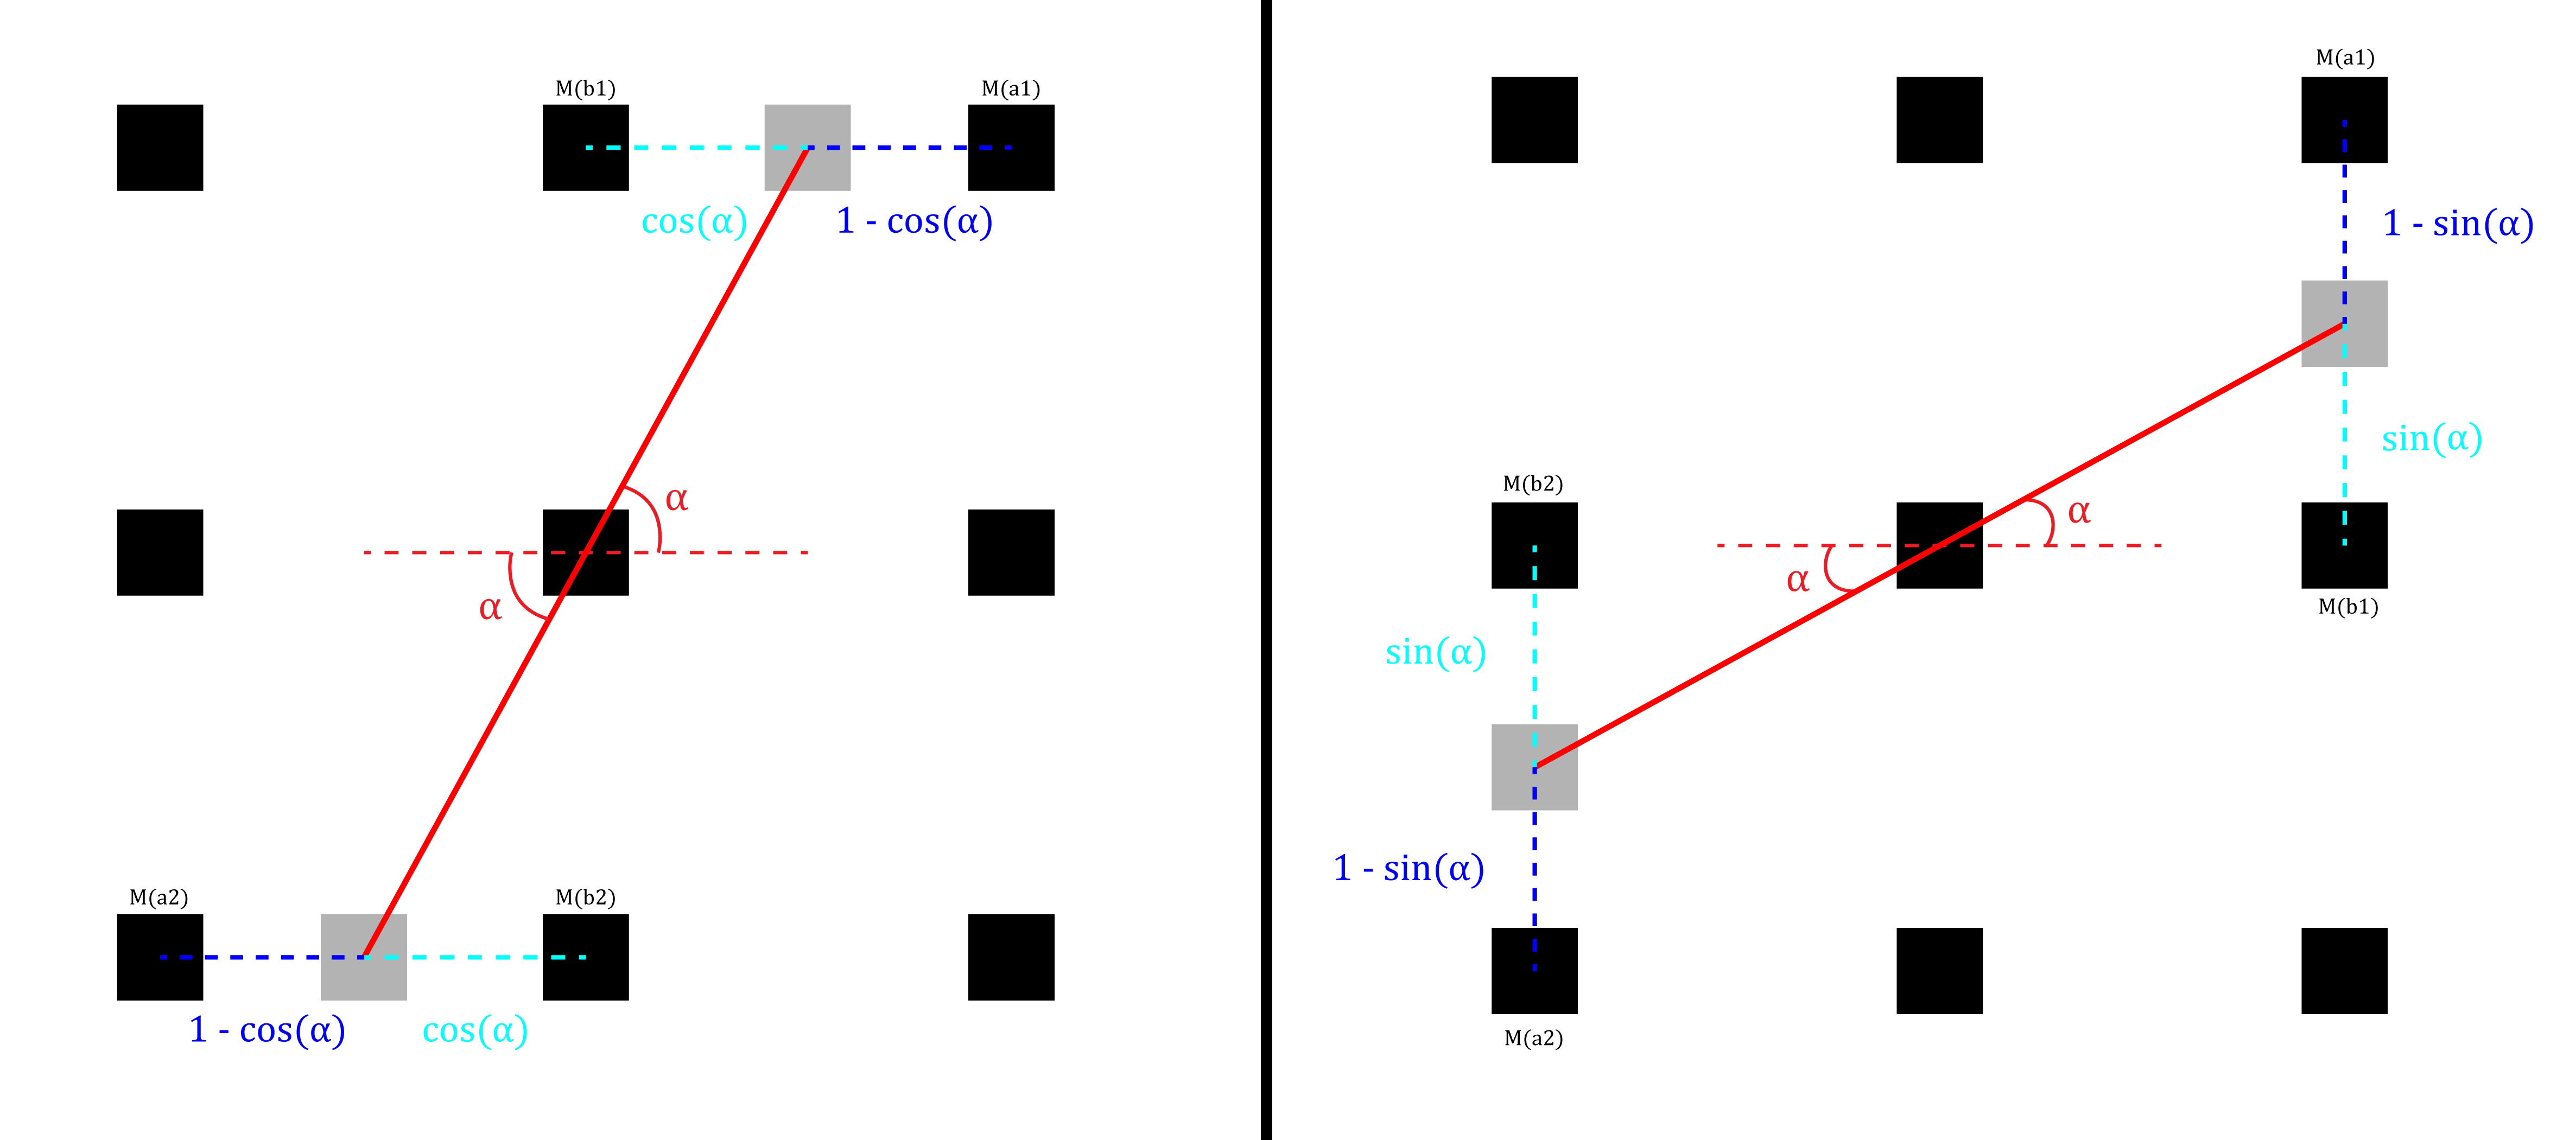 M(b1)
M(a1)
cos(α)
1 - cos(α)
α
α
M(a2)
M(b2)
1 - cos(α)
cos(α)
M(a1)
1 - sin(α)
sin(α)
M(b2)
α
α
M(b1)
sin(α)
1 - sin(α)
M(a2)